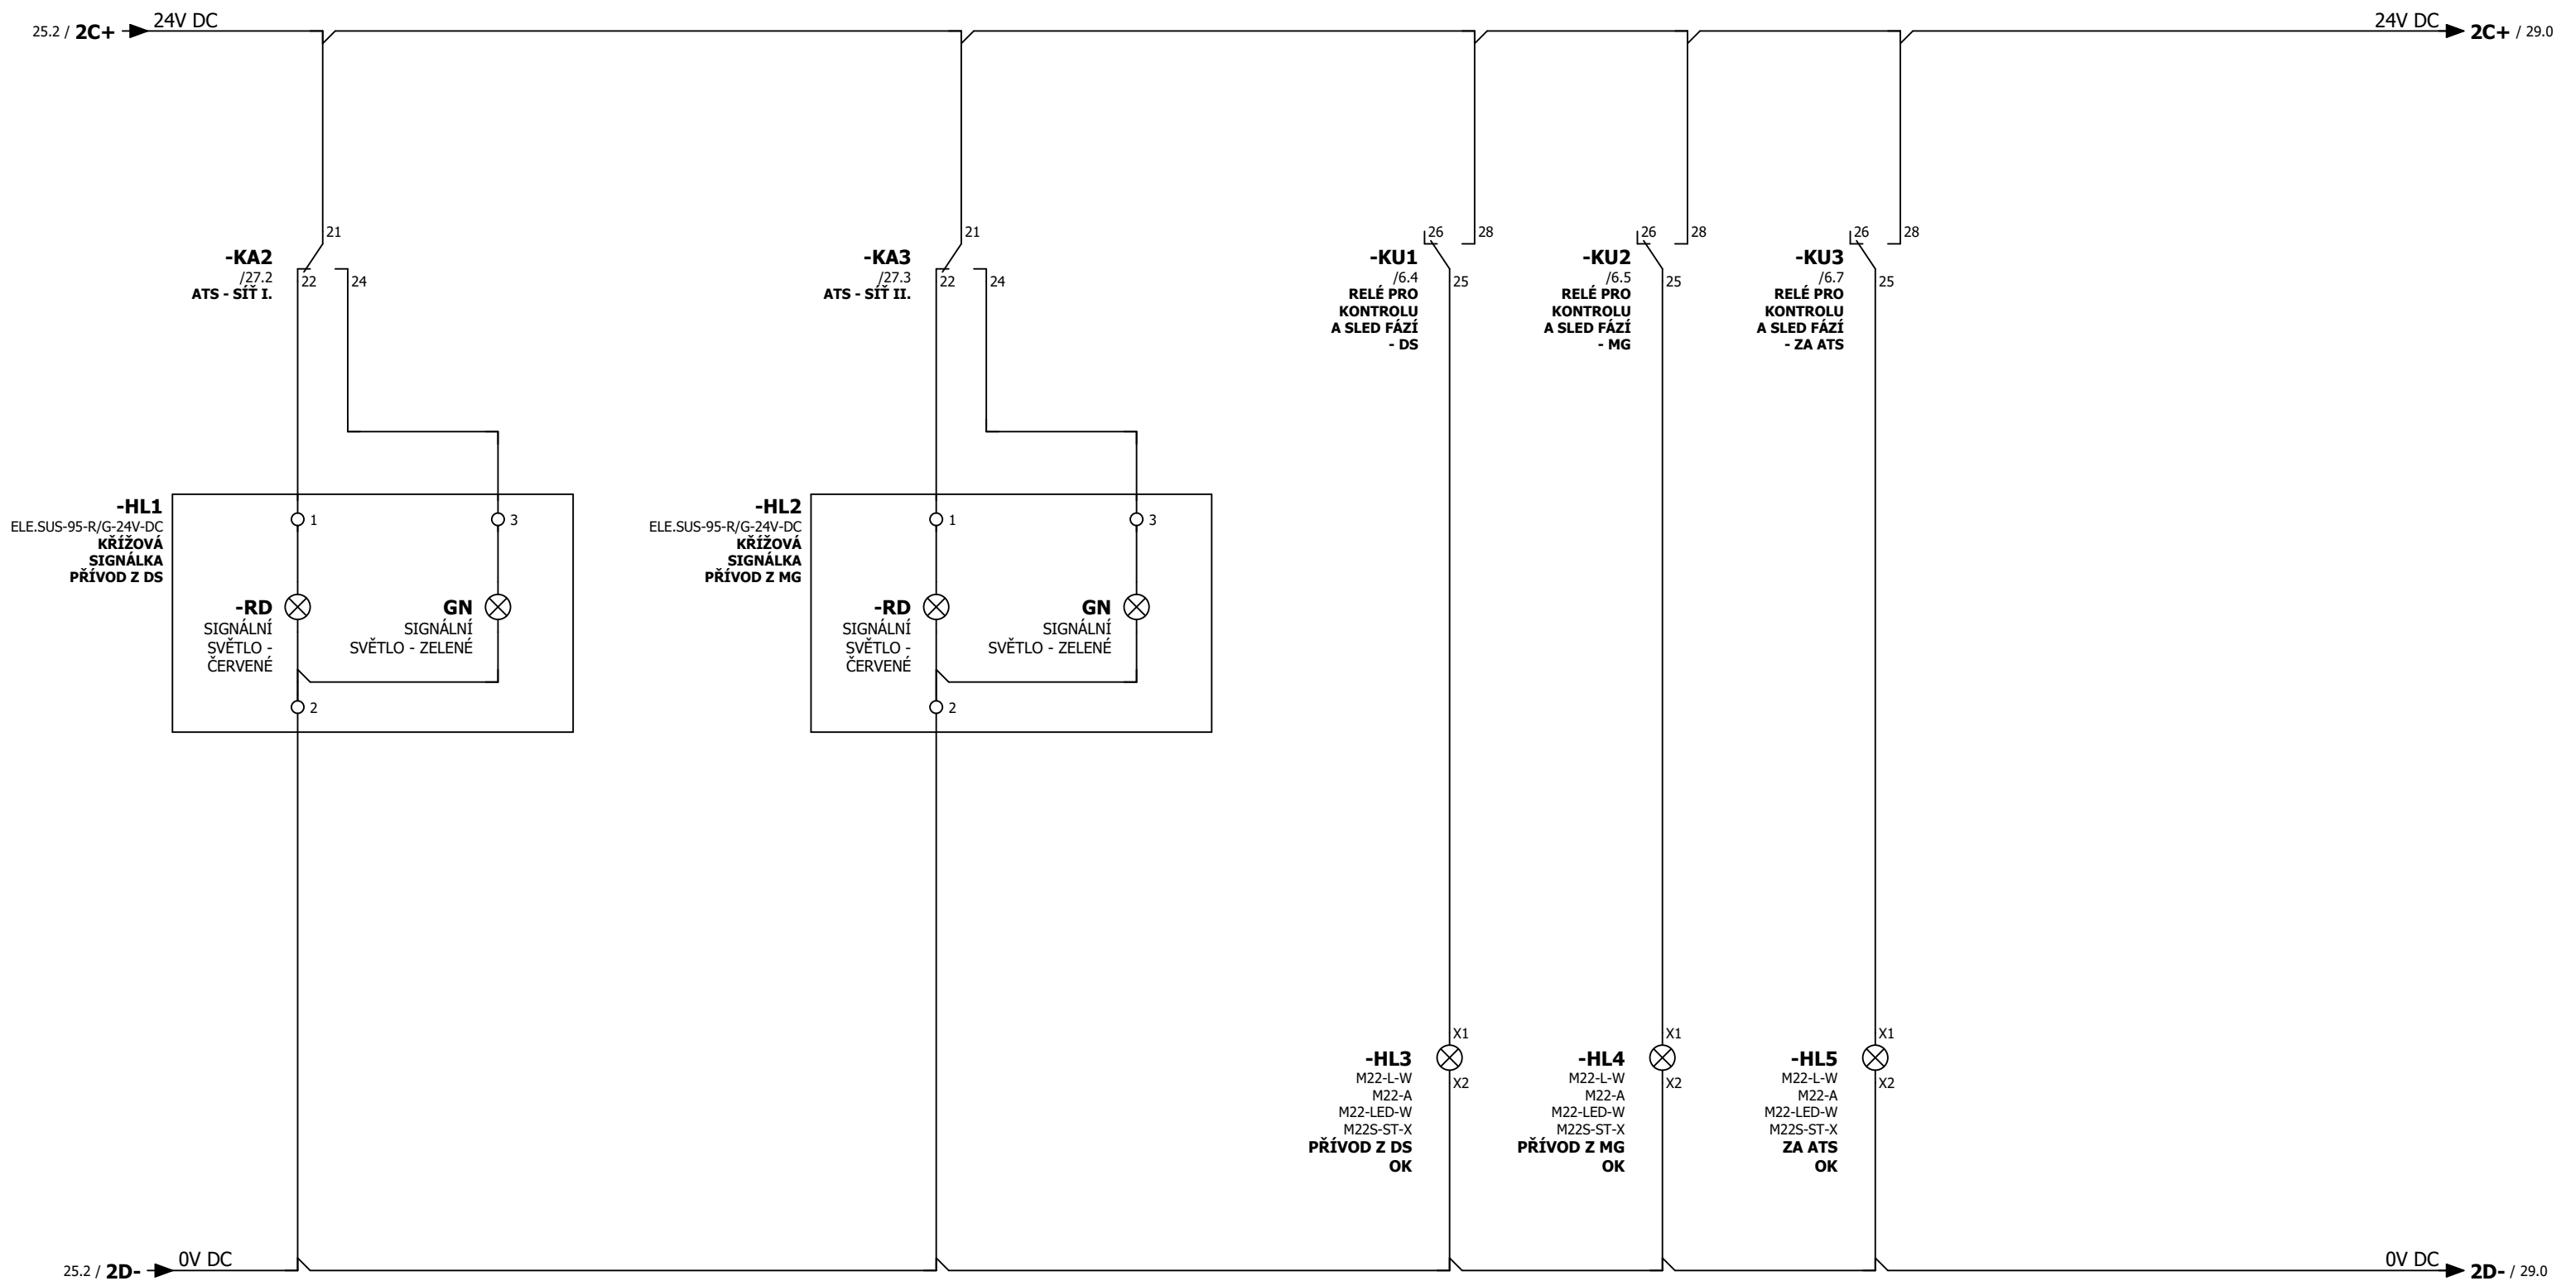 24V DC
25.2 / 2C+
24V DC
2C+ / 29.0
21
-KA2
/27.2
ATS - SÍŤ I.
22
24
21
-KA3
/27.3
ATS - SÍŤ II.
22
24
26
28
-KU1
/6.4
25
RELÉ PRO
KONTROLU
A SLED FÁZÍ
- DS
26
28
-KU2
/6.5
25
RELÉ PRO
KONTROLU
A SLED FÁZÍ
- MG
26
28
-KU3
/6.7
25
RELÉ PRO
KONTROLU
A SLED FÁZÍ
- ZA ATS
-HL1
ELE.SUS-95-R/G-24V-DC
KŘÍŽOVÁ
SIGNÁLKA
PŘÍVOD Z DS
1
3
-RD
SIGNÁLNÍ
SVĚTLO -
ČERVENÉ
GN
SIGNÁLNÍ
SVĚTLO - ZELENÉ
2
-HL2
ELE.SUS-95-R/G-24V-DC
KŘÍŽOVÁ
SIGNÁLKA
PŘÍVOD Z MG
1
3
-RD
SIGNÁLNÍ
SVĚTLO -
ČERVENÉ
GN
SIGNÁLNÍ
SVĚTLO - ZELENÉ
2
X1
-HL3
X2
M22-L-W
M22-A
M22-LED-W
M22S-ST-X
PŘÍVOD Z DS
OK
X1
-HL4
X2
M22-L-W
M22-A
M22-LED-W
M22S-ST-X
PŘÍVOD Z MG
OK
X1
-HL5
X2
M22-L-W
M22-A
M22-LED-W
M22S-ST-X
ZA ATS
OK
0V DC
25.2 / 2D-
0V DC
2D- / 29.0